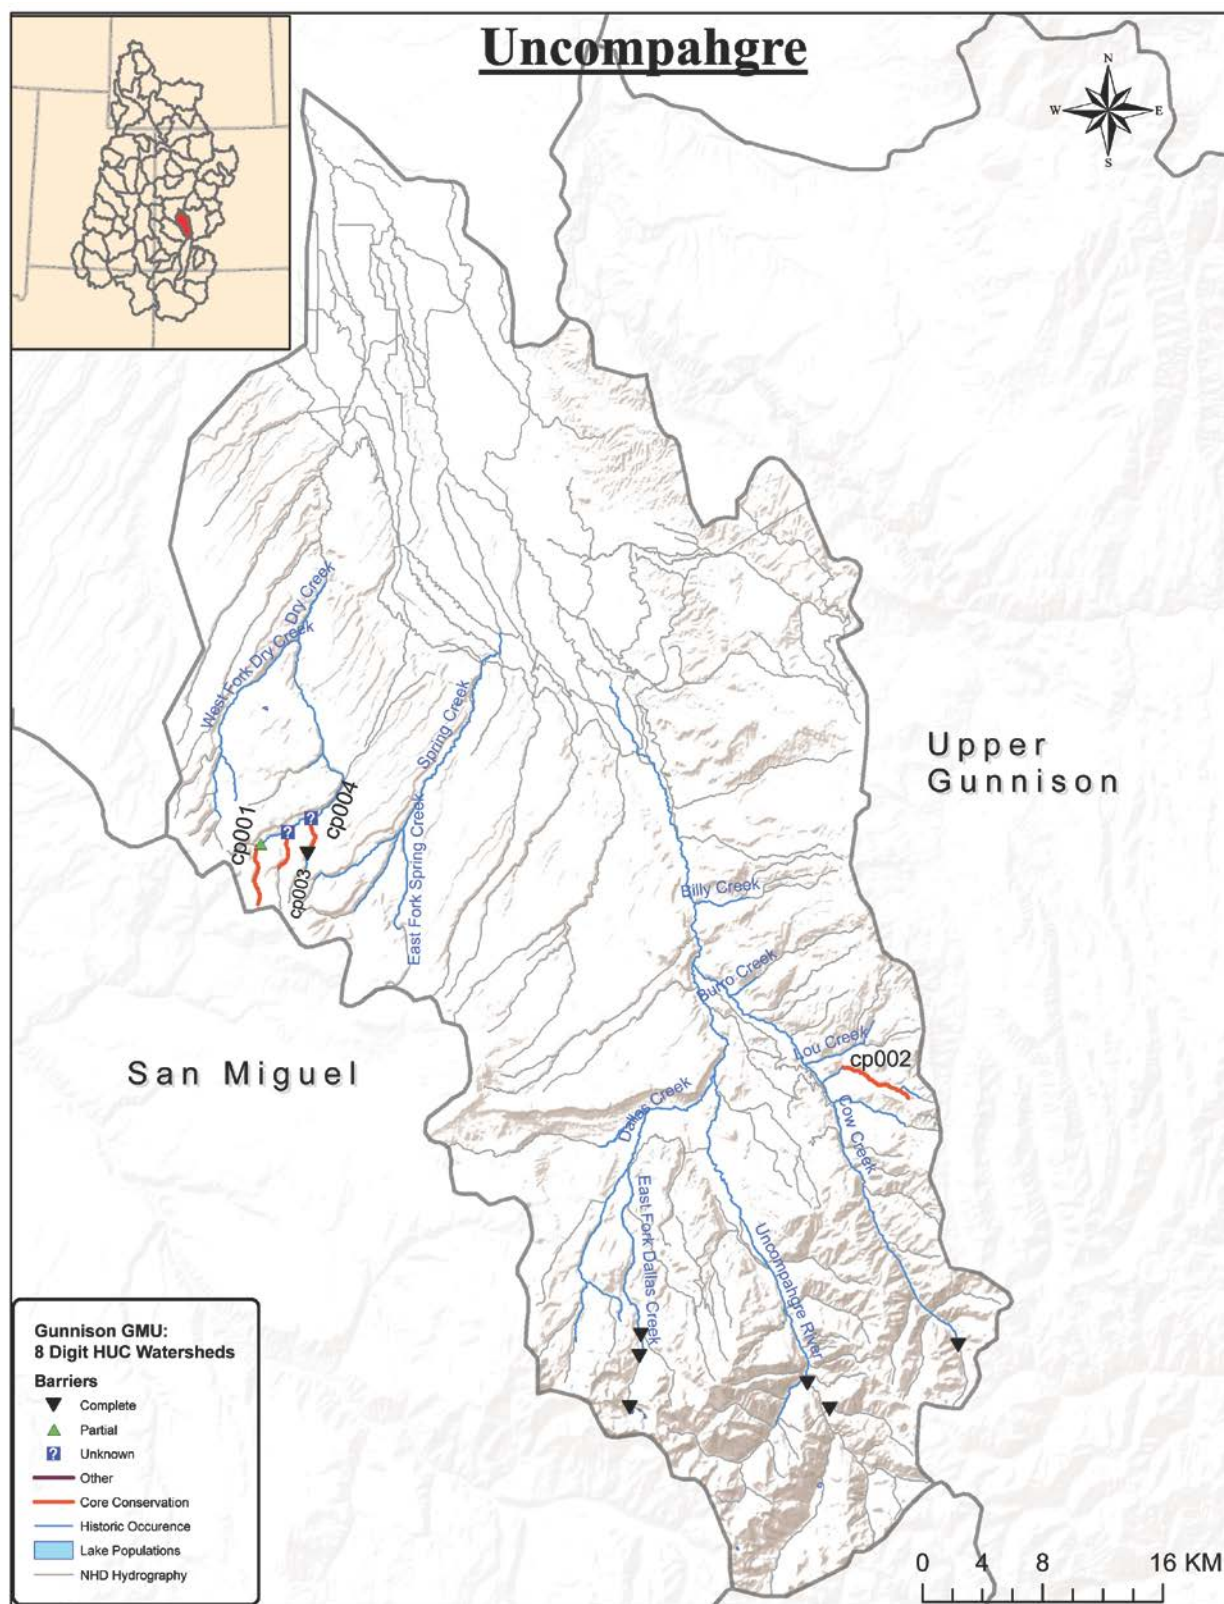 Uncompahgre
N
W
E
S
Dry Creek
West Fork Dry Creek
Spring Creek
Upper
Gunnison
cp001
?
?
cp004
East Fork Spring Creek
cp003
Billy Creek
Burro Creek
Lou Creek
cp002
San Miguel
Dallas Creek
Cow Creek
East Fork Dallas Creek
Uncompahgre River
Gunnison GMU:
8 Digit HUC Watersheds
Barriers
Complete
Partial
? Unknown
Other
Core Conservation
Historic Occurence
Lake Populations
NHD Hydrography
0 4 8 16 KM